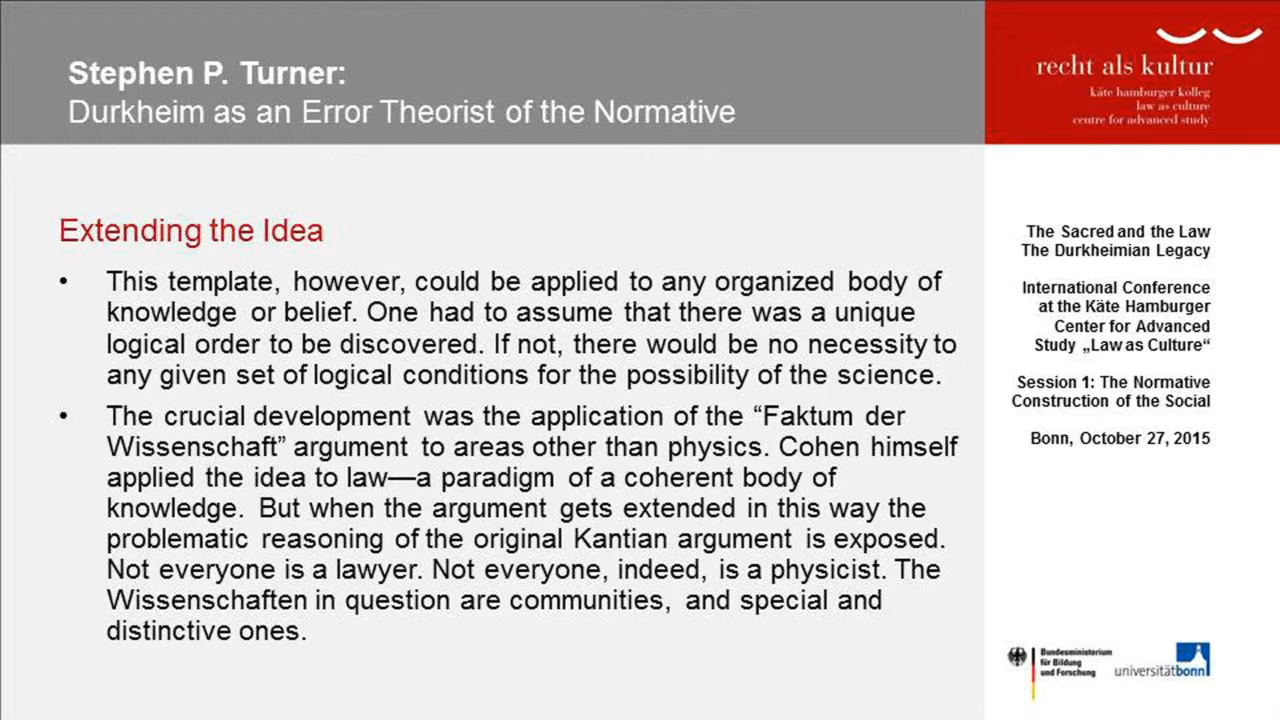 Stephen P. Turner:
Durkheim as an Error Theorist of the Normative
recht als kultur
käte hamburger kolleg
law as culture
centre for advanced study
Extending the Idea
• This template, however, could be applied to any organized body of
knowledge or belief. One had to assume that there was a unique
logical order to be discovered. If not, there would be no necessity to
any given set of logical conditions for the possibility of the science.
• The crucial development was the application of the “Faktum der
Wissenschaft” argument to areas other than physics. Cohen himself
applied the idea to law—a paradigm of a coherent body of
knowledge. But when the argument gets extended in this way the
problematic reasoning of the original Kantian argument is exposed.
Not everyone is a lawyer. Not everyone, indeed, is a physicist. The
Wissenschaften in question are communities, and special and
distinctive ones.
The Sacred and the Law
The Durkheimian Legacy
International Conference
at the Käte Hamburger
Center for Advanced
Study „Law as Culture“
Session 1: The Normative
Construction of the Social
Bonn, October 27, 2015
Bundesministerium
für Bildung
und Forschung
universitätbonn